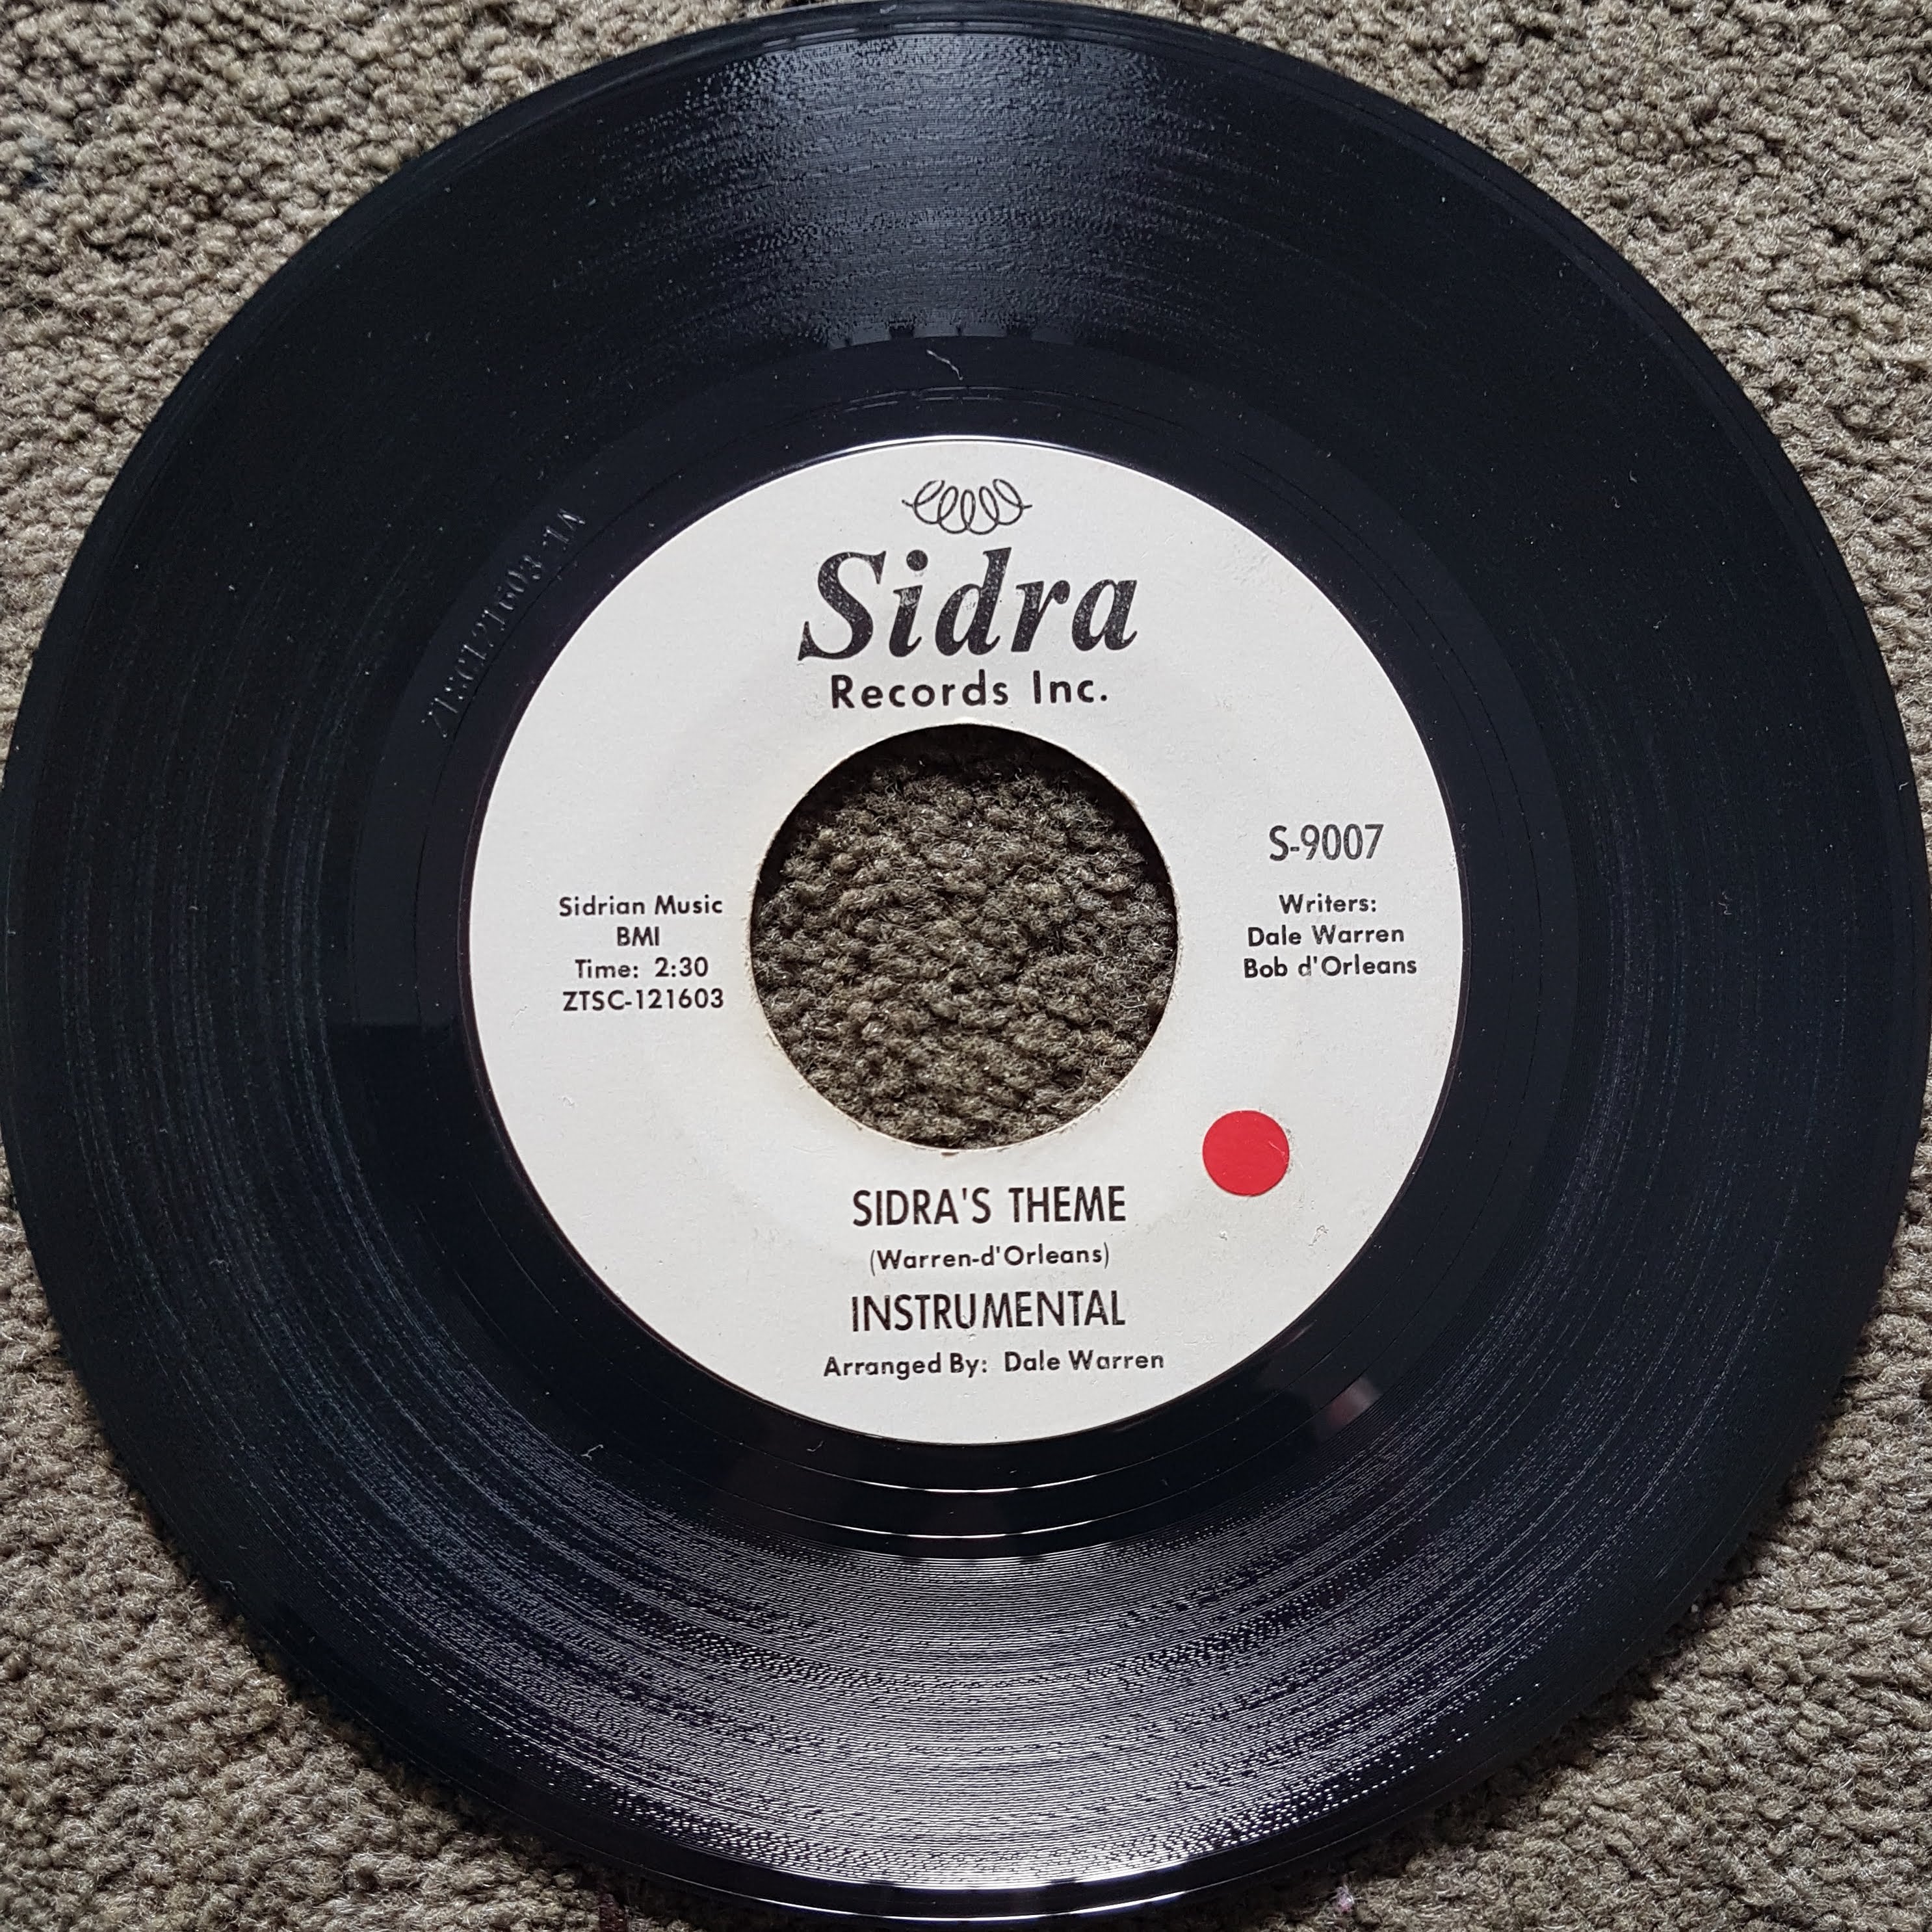 Sidra
Records Inc.
S-9007
Sidrian Music
BMI
Time: 2:30
ZTSC-121603
Writers:
Dale Warren
Bob d'Orleans
SIDRA'S THEME
(Warren-d'Orleans)
INSTRUMENTAL
Arranged By: Dale Warren